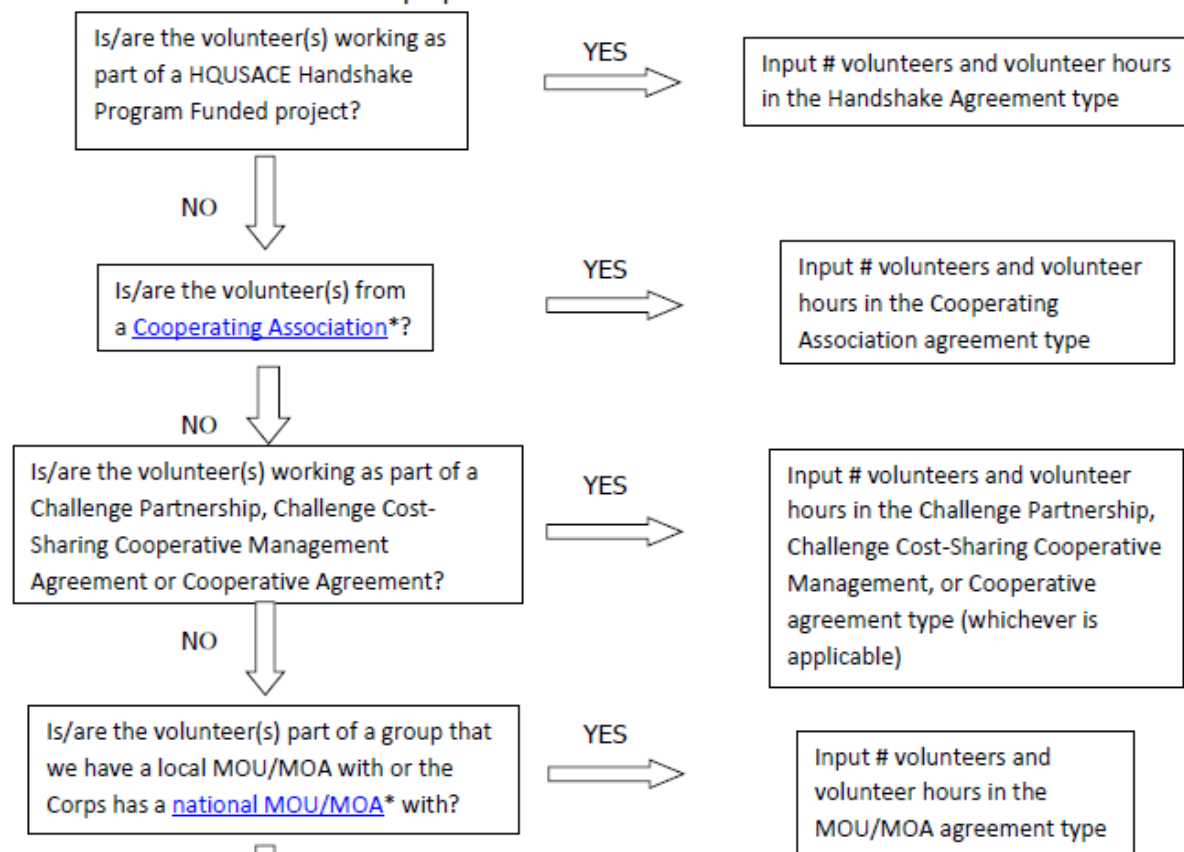 Is/are the volunteer(s) working as
part of a HQUSACE Handshake
Program Funded project?
YES
Input # volunteers and volunteer hours
in the Handshake Agreement type
NO
Is/are the volunteer(s) from
a Cooperating Association*?
YES
Input # volunteers and volunteer
hours in the Cooperating
Association agreement type
NO
Is/are the volunteer(s) working as part of a
Challenge Partnership, Challenge Cost-
Sharing Cooperative Management
Agreement or Cooperative Agreement?
YES
Input # volunteers and volunteer
hours in the Challenge Partnership,
Challenge Cost-Sharing Cooperative
Management, or Cooperative
agreement type (whichever is
applicable)
NO
Is/are the volunteer(s) part of a group that
we have a local MOU/MOA with or the
Corps has a national MOU/MOA* with?
YES
Input # volunteers and
volunteer hours in the
MOU/MOA agreement type